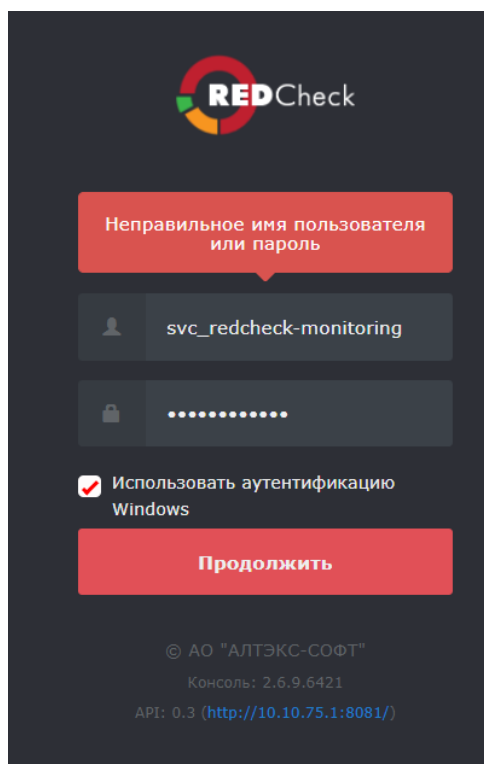 REDCheck
Неправильное имя пользователя
или пароль
svc_redcheck-monitoring
••••••••••••
Использовать аутентификацию
Windows
Продолжить
© АО "АЛТЭКС-СОФТ"
Консоль: 2.6.9.6421
API: 0.3 (http://10.10.75.1:8081/)